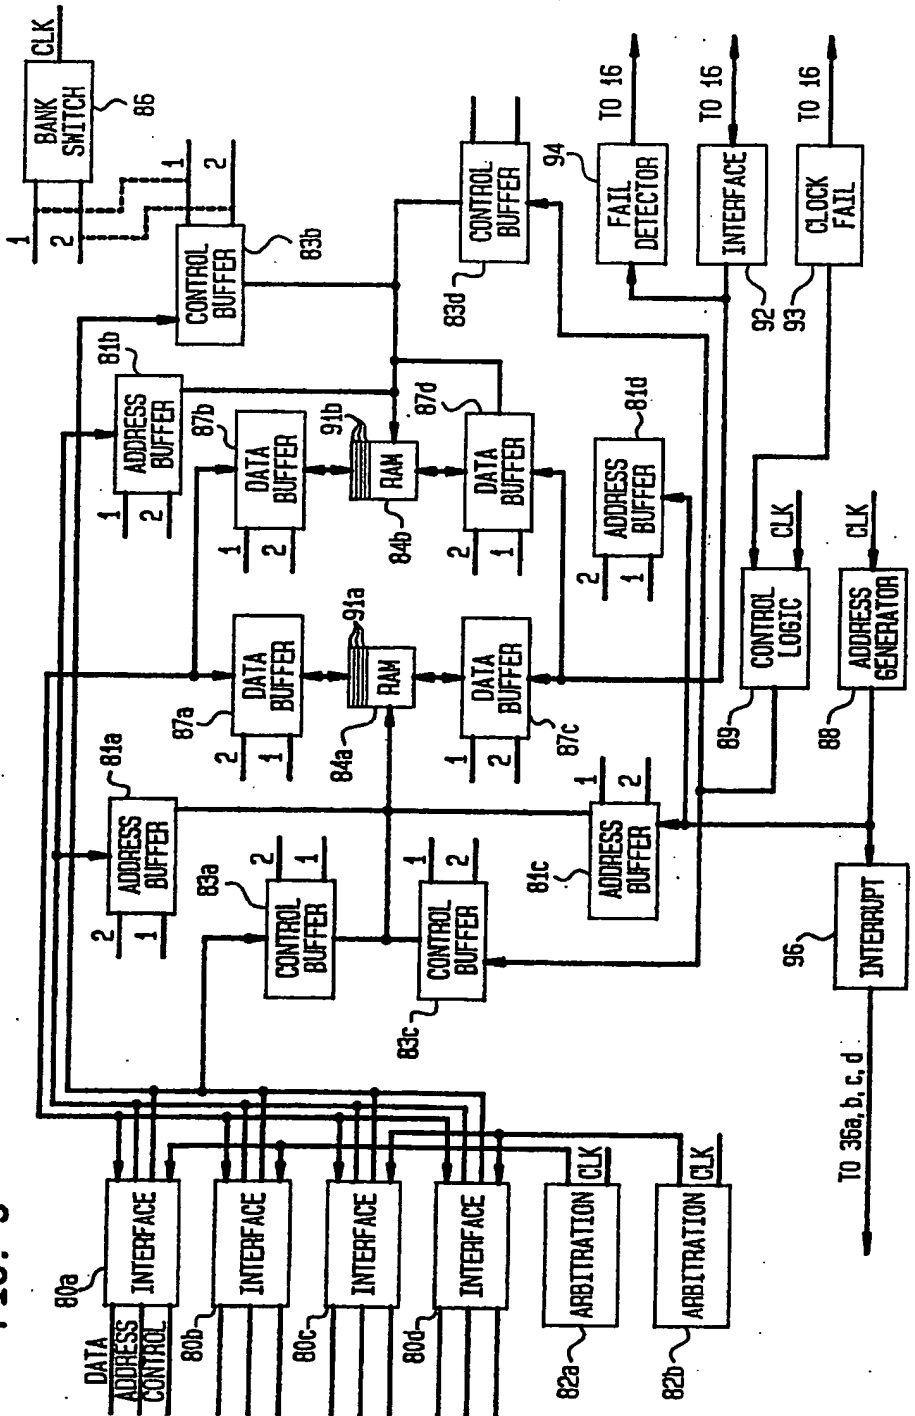 FIG.
DATA
ADDRESS
CONTROL
80a
INTERFACE
80b
INTERFACE
80c
INTERFACE
80d
INTERFACE
82a
ARBITRATION
CLK
82b
ARBITRATION
CLK
81a
ADDRESS
BUFFER
2
1
83a
CONTROL
BUFFER
2
1
83c
CONTROL
BUFFER
1
2
81c
ADDRESS
BUFFER
1
2
87a
DATA
BUFFER
2
1
91a
RAM
84a
87c
DATA
BUFFER
1
2
81b
ADDRESS
BUFFER
1
2
87b
DATA
BUFFER
1
2
91b
RAM
84b
87d
DATA
BUFFER
2
1
81d
ADDRESS
BUFFER
2
1
BANK
SWITCH
CLK
86
1
2
1
2
CONTROL
BUFFER
83b
CONTROL
BUFFER
83d
94
FAIL
DETECTOR
TO 16
INTERFACE
92
TO 16
CLOCK
FAIL
93
TO 16
89
CONTROL
LOGIC
CLK
88
ADDRESS
GENERATOR
CLK
96
INTERRUPT
TO 36a, b, c, d